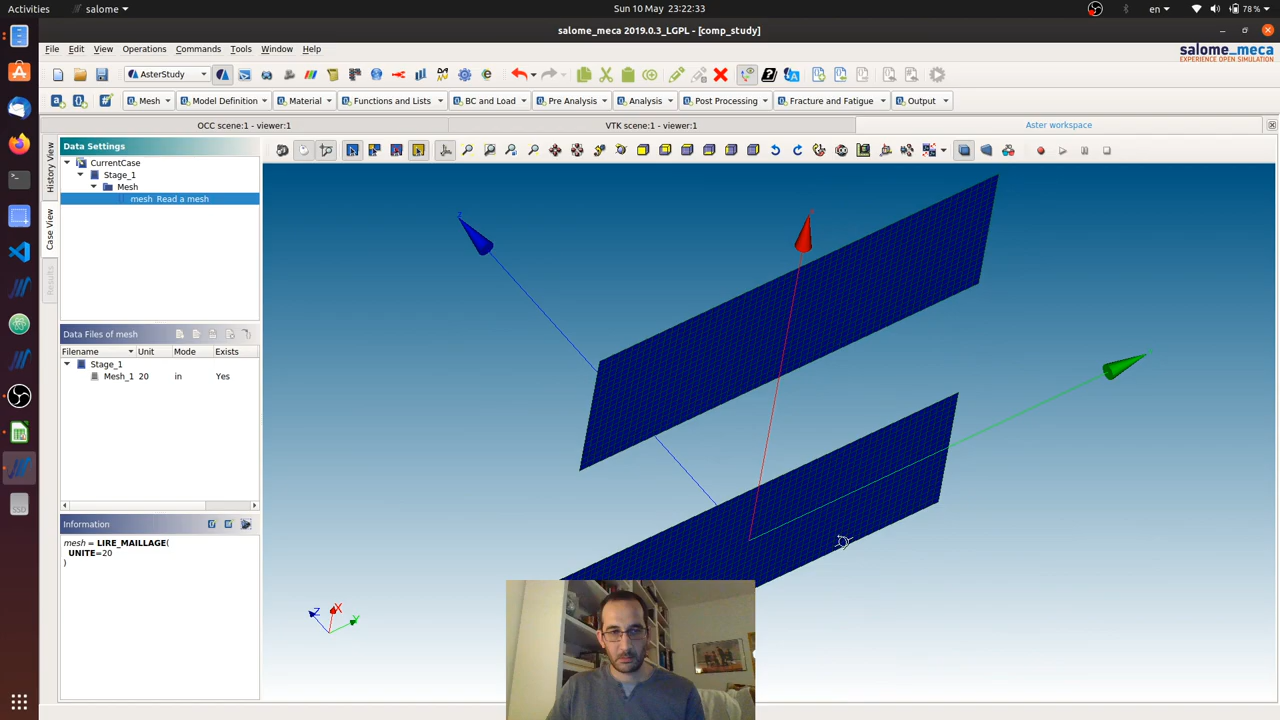 Activities
salome
Sun 10 May 23:22:33
en
78 %
salome_meca 2019.0.3_LGPL - [comp_study]
File Edit View Operations Commands Tools Window Help
salome_meca
EXPERIENCE OPEN SIMULATION
AsterStudy
Mesh Model Definition Material Functions and Lists BC and Load Pre Analysis Analysis Post Processing Fracture and Fatigue Output
OCC scene:1 - viewer:1 VTK scene:1 - viewer:1 Aster workspace
History View
Case View
Results
Data Settings
CurrentCase
Stage_1
Mesh
mesh Read a mesh
Data Files of mesh
Filename Unit Mode Exists
Stage_1
Mesh_1 20 in Yes
Information
mesh = LIRE_MAILLAGE(
UNITE=20
)
Z
X
Y
SSD